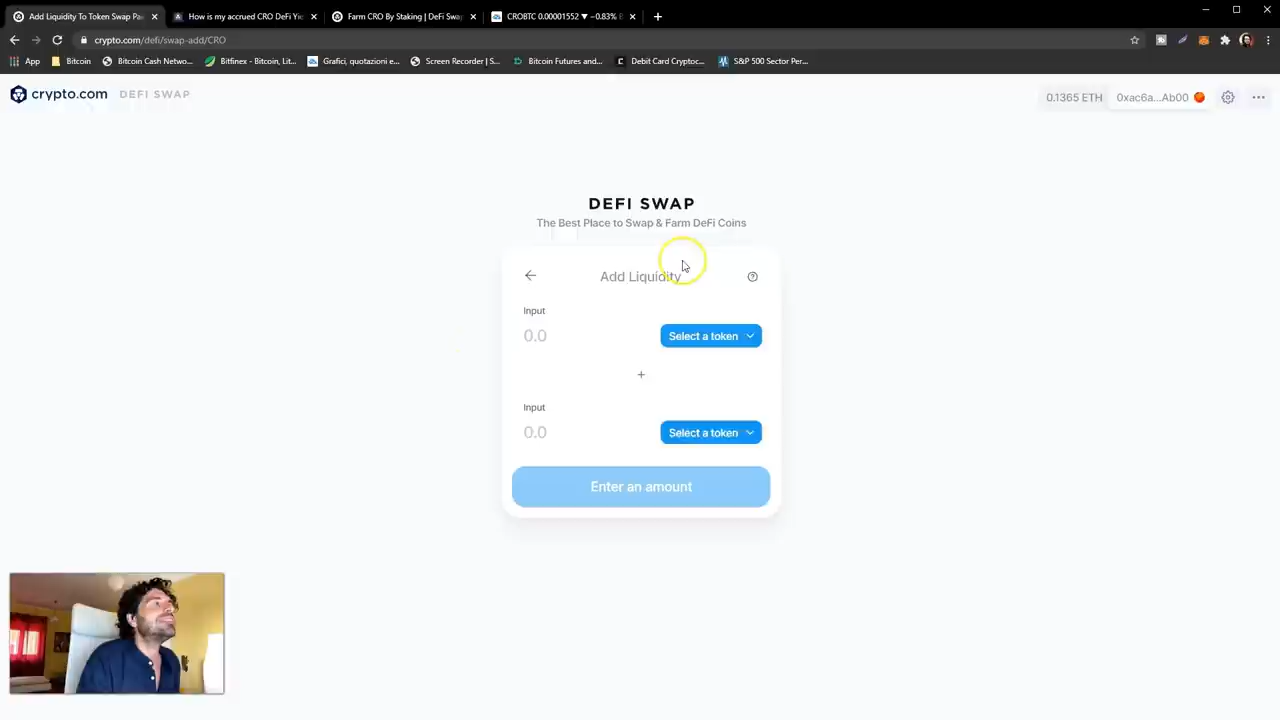 Add Liquidity To Token Swap Pai
How is my accrued CRO DeFi Yie
Farm CRO By Staking | DeFi Swa
CROBTC 0.00001552 ▼ −0.83% B
crypto.com/defi/swap-add/CRO
App
Bitcoin
Bitcoin Cash Netwo...
Bitfinex - Bitcoin, Lit...
Grafici, quotazioni e...
Screen Recorder | S...
Bitcoin Futures and...
Debit Card Cryptoc...
S&P 500 Sector Per...
crypto.com DEFI SWAP
0.1365 ETH
0xac6a...Ab00
DEFI SWAP
The Best Place to Swap & Farm DeFi Coins
Add Liquidity
Input
0.0
Select a token
+
Input
0.0
Select a token
Enter an amount